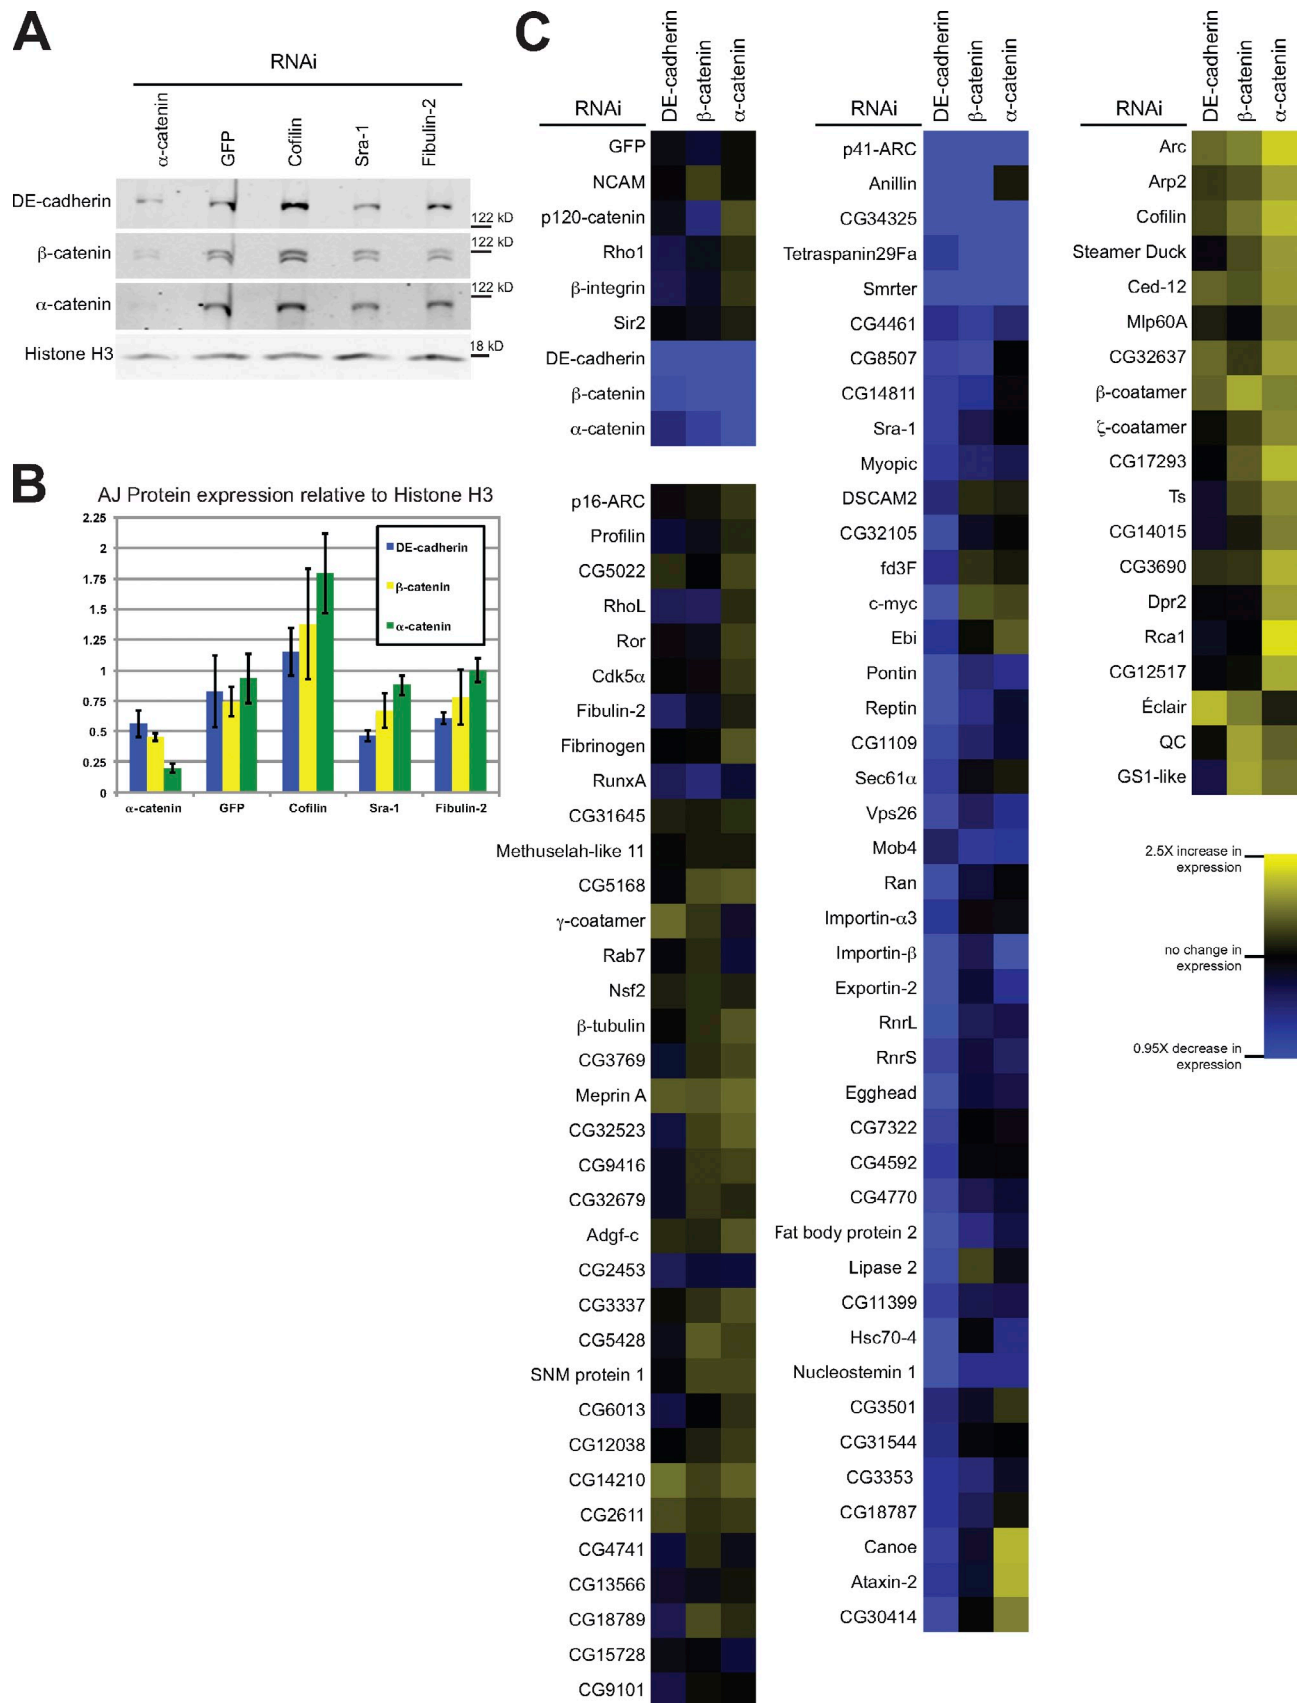 A
RNAi
α-catenin
GFP
Cofilin
Sra-1
Fibulin-2
DE-cadherin
122 kD
β-catenin
122 kD
α-catenin
122 kD
Histone H3
18 kD
B
AJ Protein expression relative to Histone H3
2.25
2
1.75
1.5
1.25
1
0.75
0.5
0.25
0
DE-cadherin
β-catenin
α-catenin
α-catenin
GFP
Cofilin
Sra-1
Fibulin-2
C
RNAi
DE-cadherin
β-catenin
α-catenin
GFP
NCAM
p120-catenin
Rho1
β-integrin
Sir2
DE-cadherin
β-catenin
α-catenin
p16-ARC
Profilin
CG5022
RhoL
Ror
Cdk5α
Fibulin-2
Fibrinogen
RunxA
CG31645
Methuselah-like 11
CG5168
γ-coatamer
Rab7
Nsf2
β-tubulin
CG3769
Meprin A
CG32523
CG9416
CG32679
Adgf-c
CG2453
CG3337
CG5428
SNM protein 1
CG6013
CG12038
CG14210
CG2611
CG4741
CG13566
CG18789
CG15728
CG9101
RNAi
DE-cadherin
β-catenin
α-catenin
p41-ARC
Anillin
CG34325
Tetraspanin29Fa
Smrter
CG4461
CG8507
CG14811
Sra-1
Myopic
DSCAM2
CG32105
fd3F
c-myc
Ebi
Pontin
Reptin
CG1109
Sec61α
Vps26
Mob4
Ran
Importin-α3
Importin-β
Exportin-2
RnrL
RnrS
Egghead
CG7322
CG4592
CG4770
Fat body protein 2
Lipase 2
CG11399
Hsc70-4
Nucleostemin 1
CG3501
CG31544
CG3353
CG18787
Canoe
Ataxin-2
CG30414
RNAi
DE-cadherin
β-catenin
α-catenin
Arc
Arp2
Cofilin
Steamer Duck
Ced-12
Mlp60A
CG32637
β-coatamer
ζ-coatamer
CG17293
Ts
CG14015
CG3690
Dpr2
Rca1
CG12517
Éclair
QC
GS1-like
2.5X increase in
expression
no change in
expression
0.95X decrease in
expression